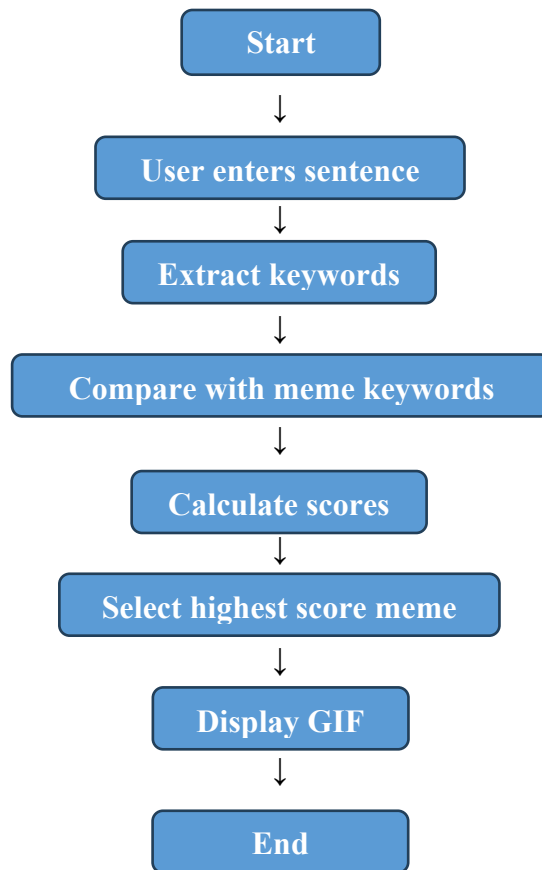 Start
↓
User enters sentence
↓
Extract keywords
↓
Compare with meme keywords
↓
Calculate scores
↓
Select highest score meme
↓
Display GIF
↓
End